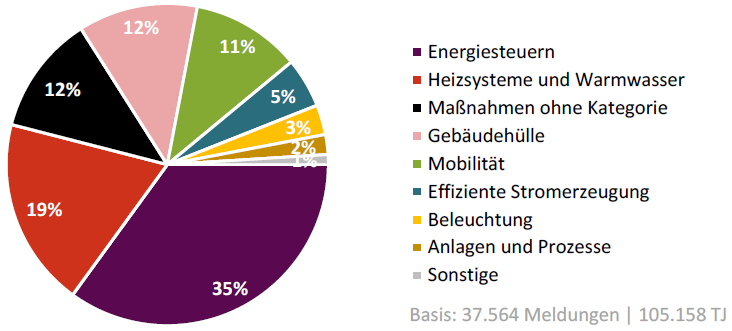 12%
11%
12%
5%
3%
2%
1%
19%
35%
Energiesteuern
Heizsysteme und Warmwasser
Maßnahmen ohne Kategorie
Gebäudehülle
Mobilität
Effiziente Stromerzeugung
Beleuchtung
Anlagen und Prozesse
Sonstige
Basis: 37.564 Meldungen | 105.158 TJ